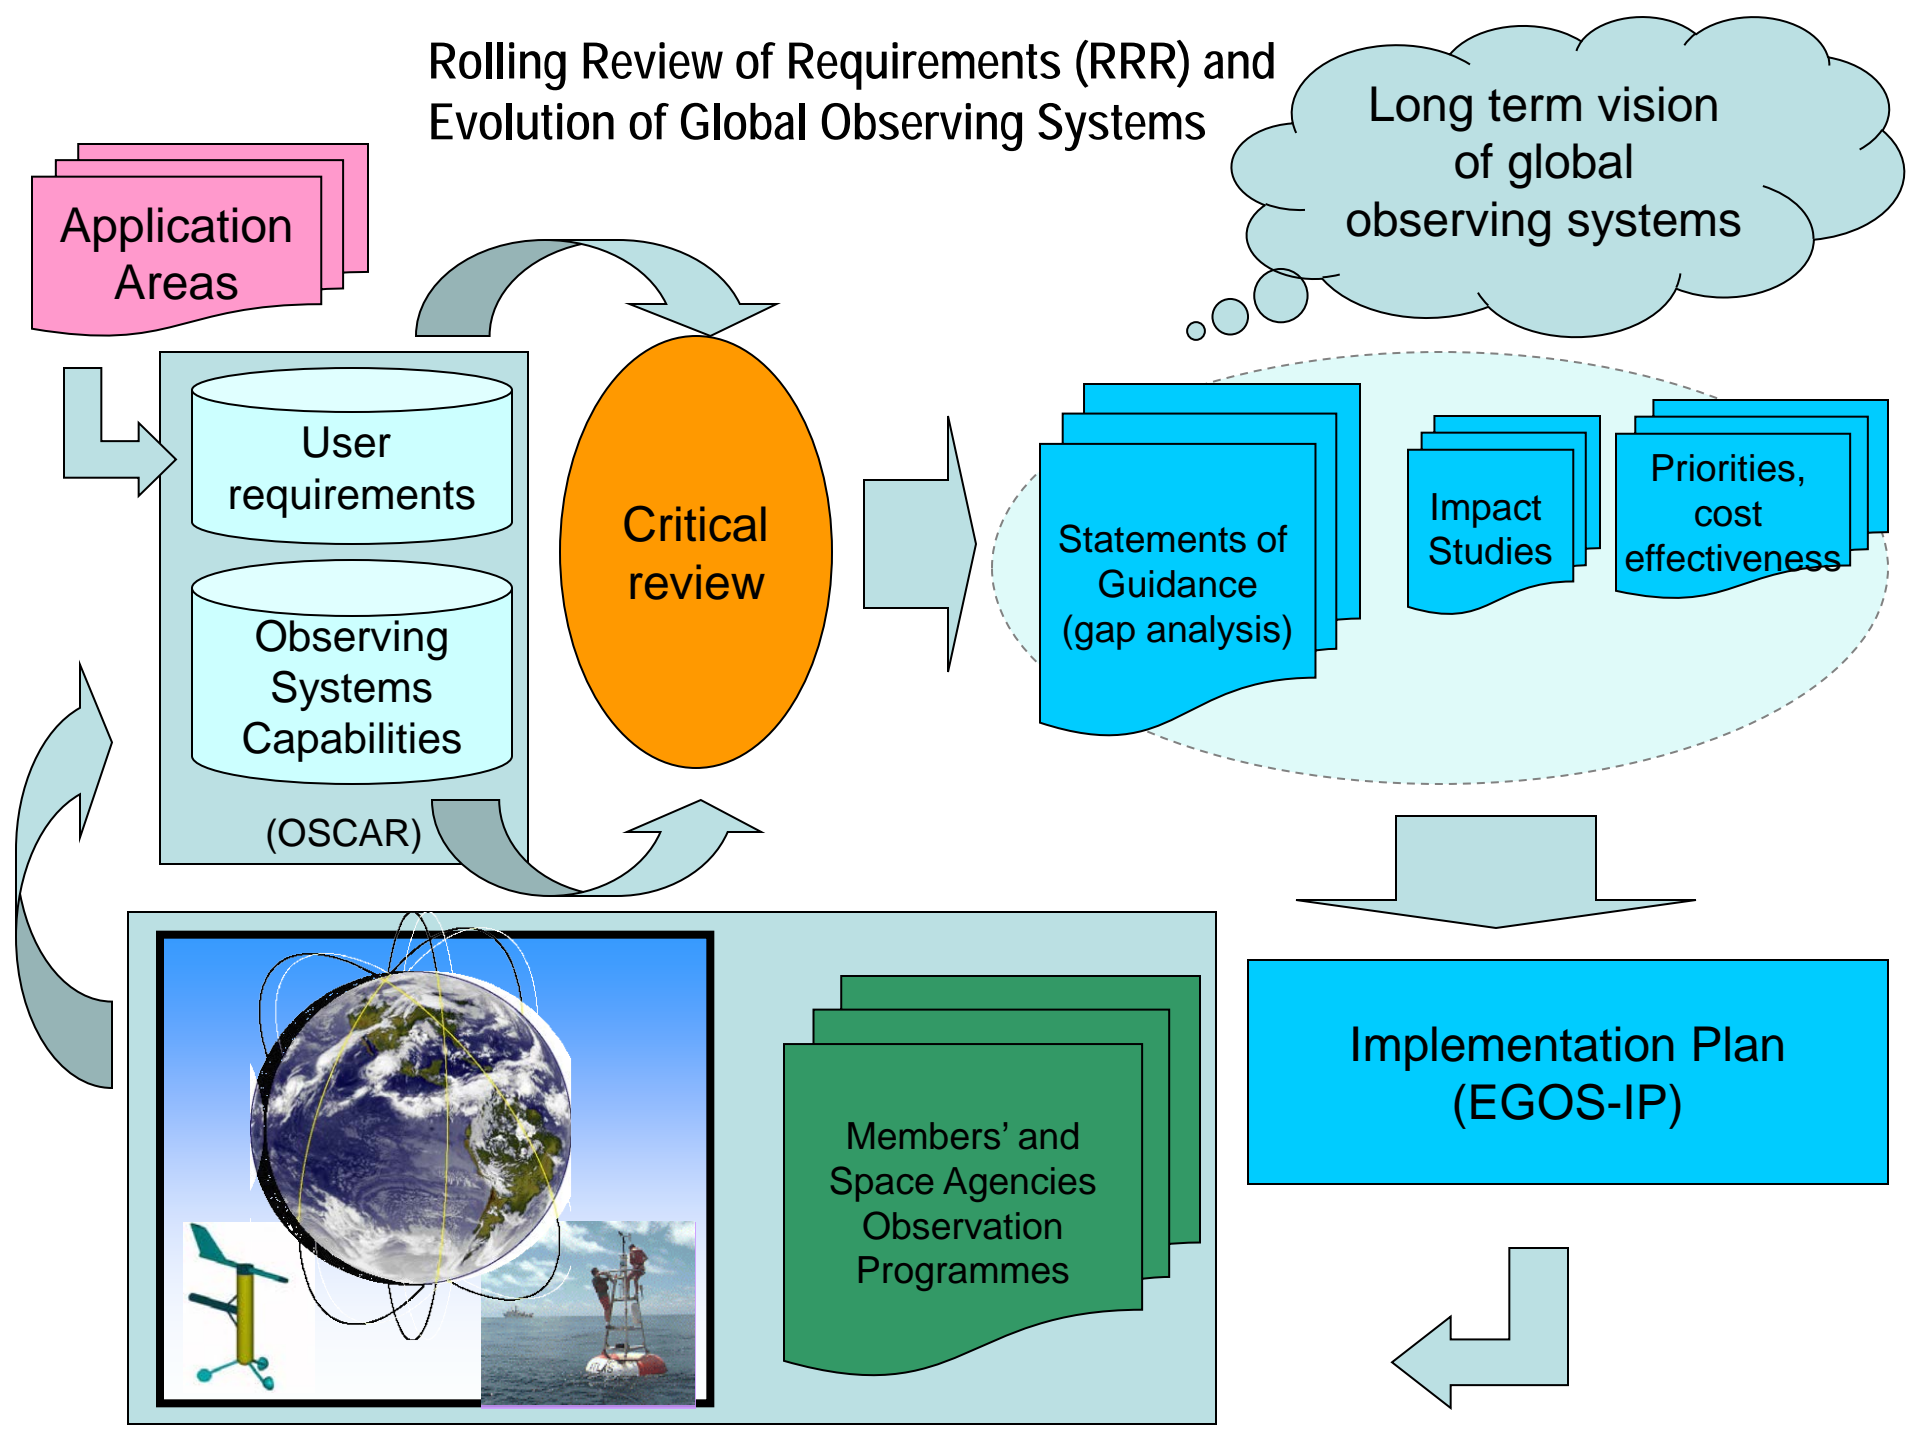 Rolling Review of Requirements (RRR) and
Evolution of Global Observing Systems
Long term vision
of global
observing systems
Application
Areas
User
requirements
Observing
Systems
Capabilities
(OSCAR)
Critical
review
Statements of
Guidance
(gap analysis)
Impact
Studies
Priorities,
cost
effectiveness
Implementation Plan
(EGOS-IP)
Members’ and
Space Agencies
Observation
Programmes
ATLAS